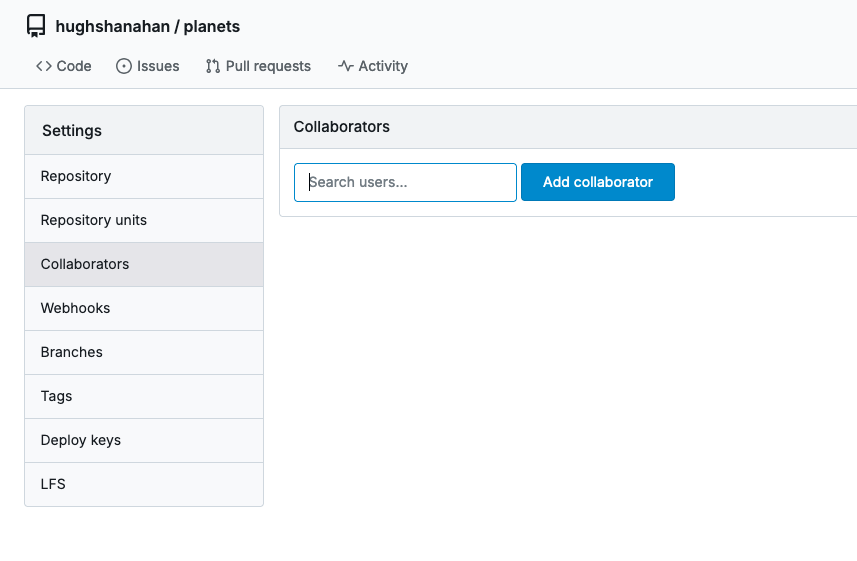 hughshanahan / planets
Code Issues Pull requests Activity
Settings
Repository
Repository units
Collaborators
Webhooks
Branches
Tags
Deploy keys
LFS
Collaborators
Search users...
Add collaborator